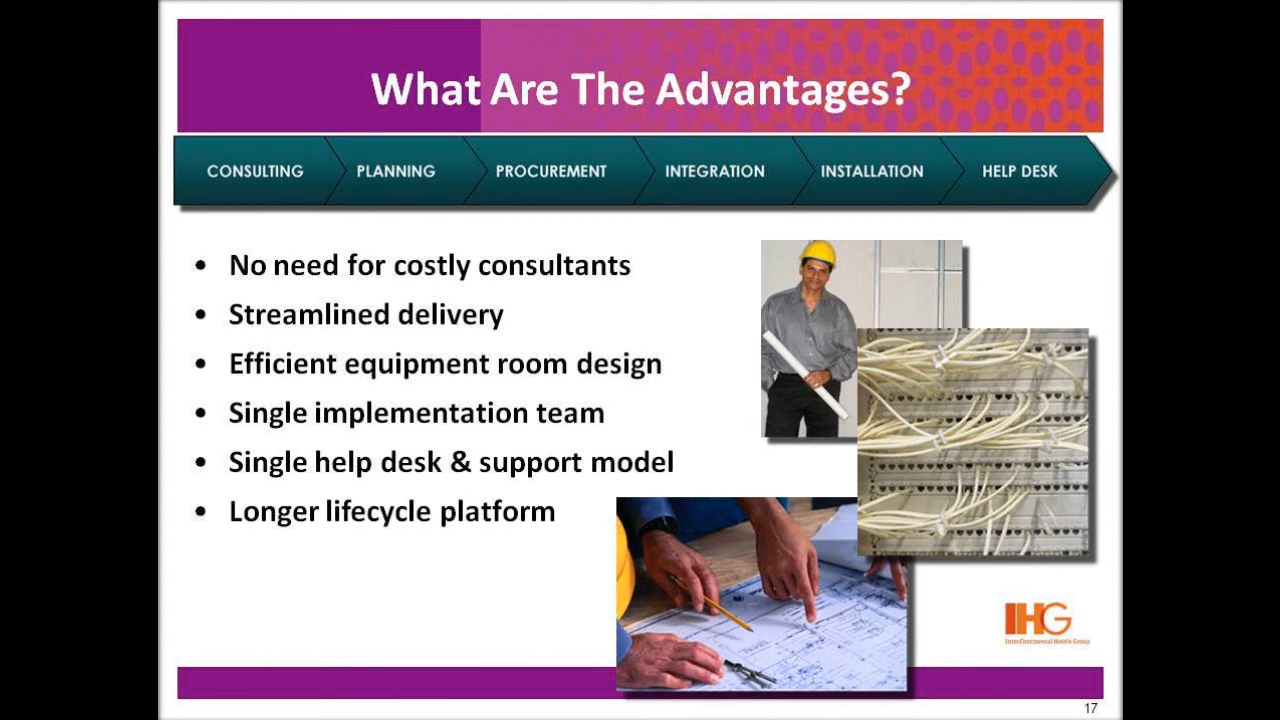 What Are The Advantages?
CONSULTING PLANNING PROCUREMENT INTEGRATION INSTALLATION HELP DESK
• No need for costly consultants
• Streamlined delivery
• Efficient equipment room design
• Single implementation team
• Single help desk & support model
• Longer lifecycle platform
IHG
InterContinental Hotels Group
17